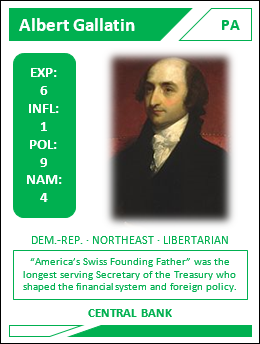 Albert Gallatin
PA
EXP:
6
INFL:
1
POL:
9
NAM:
4
DEM.-REP. · NORTHEAST · LIBERTARIAN
“America’s Swiss Founding Father” was the
longest serving Secretary of the Treasury who
shaped the financial system and foreign policy.
CENTRAL BANK